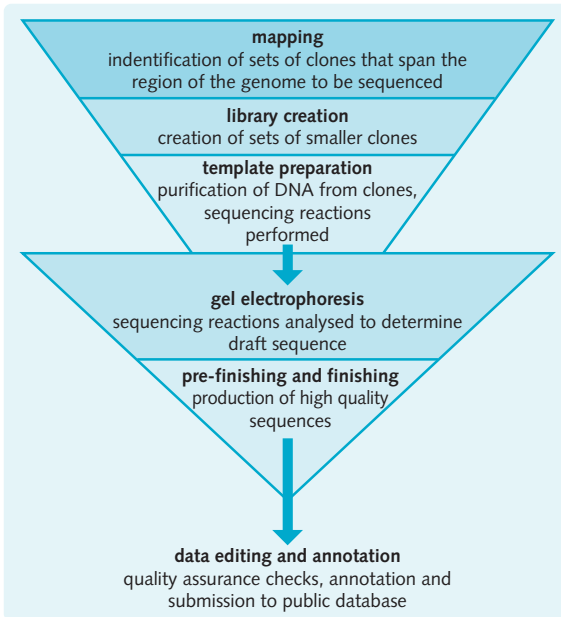 mapping
indentification of sets of clones that span the
region of the genome to be sequenced
library creation
creation of sets of smaller clones
template preparation
purification of DNA from clones,
sequencing reactions
performed
gel electrophoresis
sequencing reactions analysed to determine
draft sequence
pre-finishing and finishing
production of high quality
sequences
data editing and annotation
quality assurance checks, annotation and
submission to public database